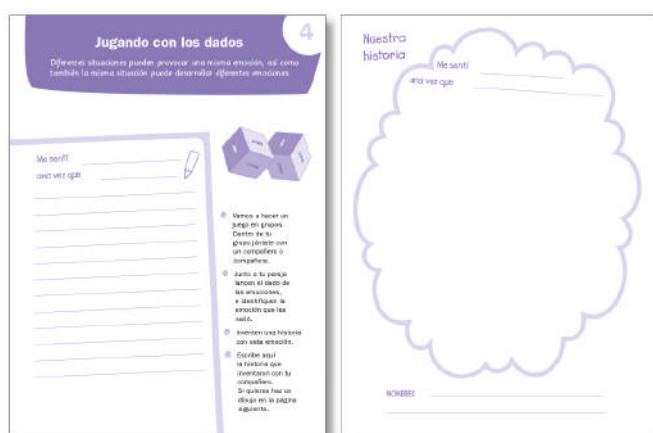 4
Jugando con los dados
Diferentes situaciones pueden provocar una misma emoción, así como
también la misma situación puede desarrollar diferentes emociones.
Me sentí
una vez que
Vamos a hacer un
juego en grupos.
Dentro de tu
grupo júntate con
un compañero o
compañera.
Junto a tu pareja
lancen el dado de
las emociones,
e identifiquen la
emoción que les
salió.
Inventen una historia
con esta emoción.
Escribe aquí
la historia que
inventaron con tu
compañero.
Si quieres haz un
dibujo en la página
siguiente.
Nuestra
historia
Me sentí
una vez que
NOMBRES